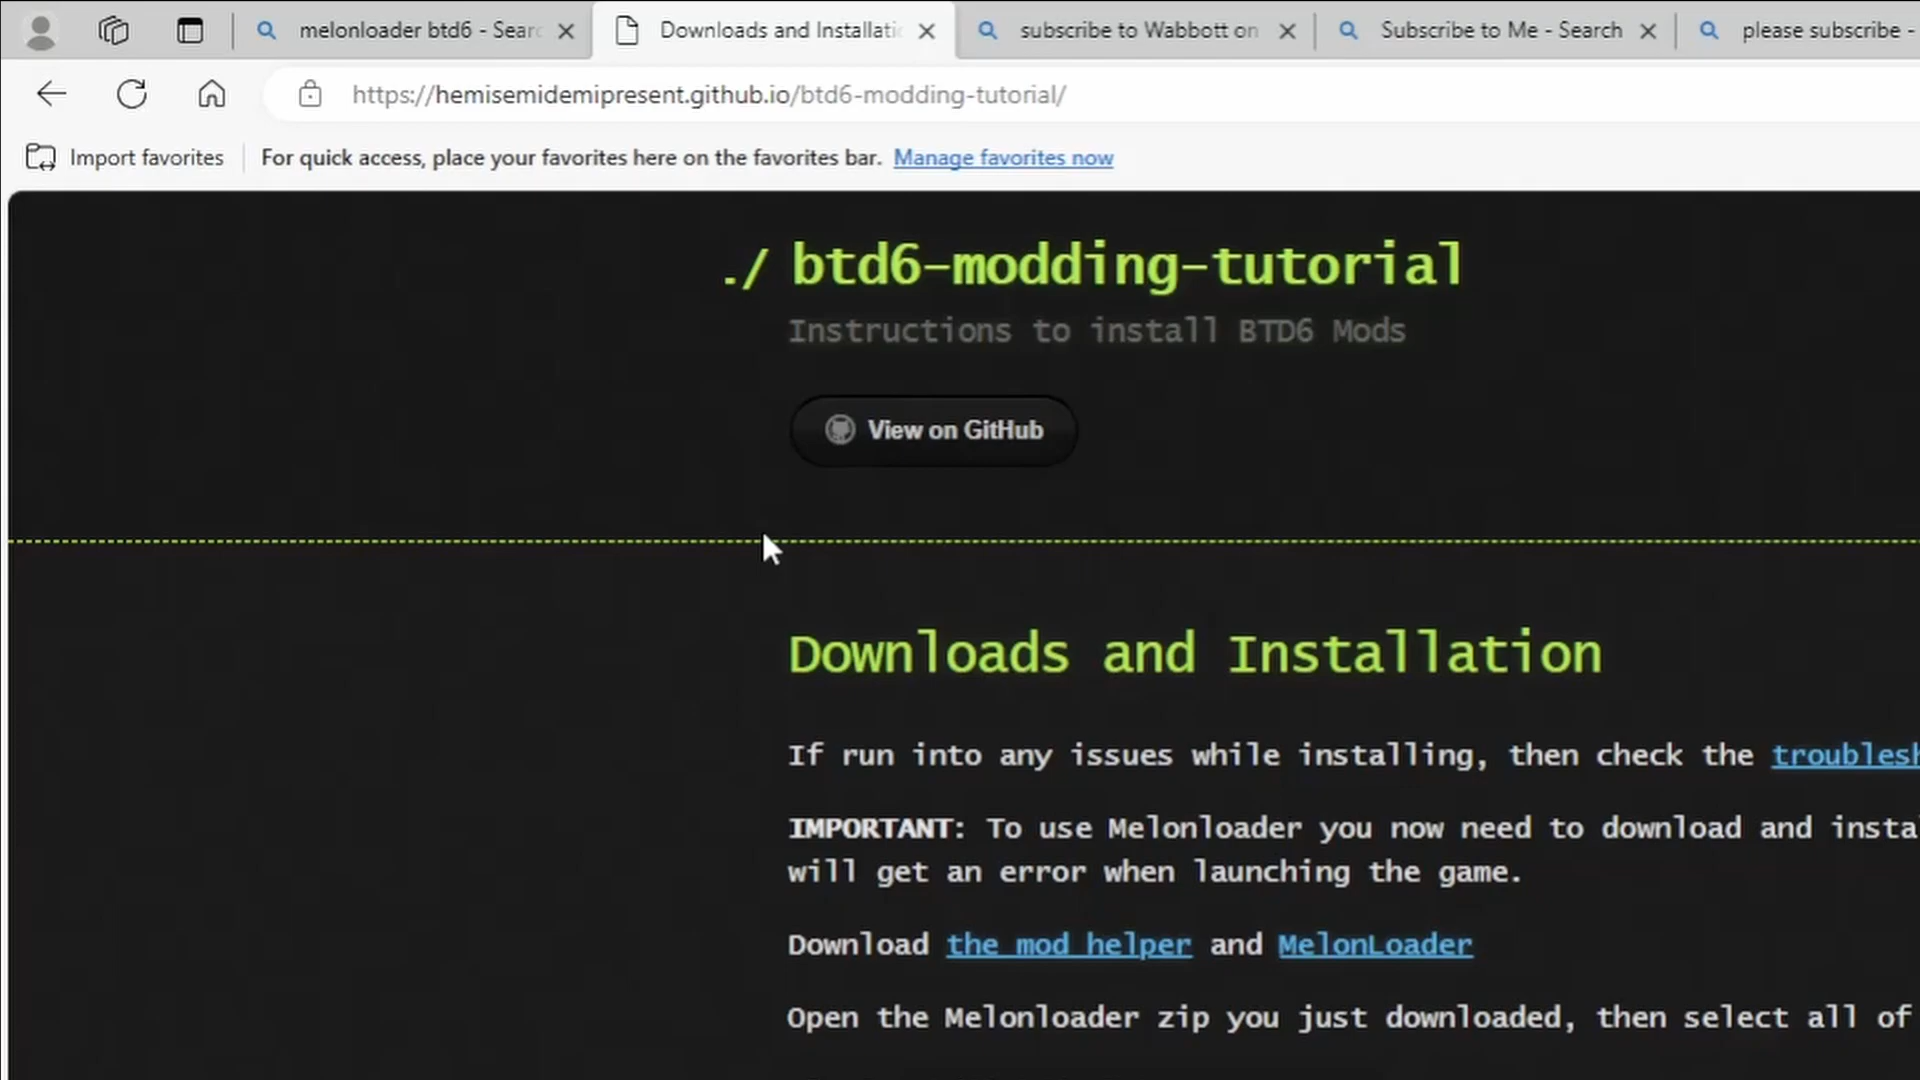 melonloader btd6 - Sear
Downloads and Installati
subscribe to Wabbott on
Subscribe to Me - Search
please subscribe -
https://hemisemidemipresent.github.io/btd6-modding-tutorial/
Import favorites
For quick access, place your favorites here on the favorites bar. Manage favorites now
./ btd6-modding-tutorial
Instructions to install BTD6 Mods
View on GitHub
Downloads and Installation
If run into any issues while installing, then check the troublesh
IMPORTANT: To use Melonloader you now need to download and insta
will get an error when launching the game.
Download the mod helper and MelonLoader
Open the Melonloader zip you just downloaded, then select all of